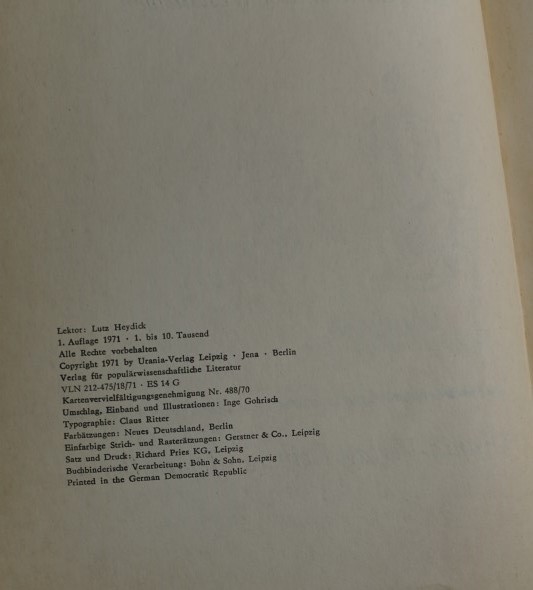 Lektor: Lutz Heydick
1. Auflage 1971 · 1. bis 10. Tausend
Alle Rechte vorbehalten
Copyright 1971 by Urania-Verlag Leipzig · Jena · Berlin
Verlag für populärwissenschaftliche Literatur
VLN 212-475/18/71 · ES 14 G
Kartenvervielfältigungsgenehmigung Nr. 488/70
Umschlag, Einband und Illustrationen: Inge Gohrisch
Typographie: Claus Ritter
Farbätzungen: Neues Deutschland, Berlin
Einfarbige Strich- und Rasterätzungen: Gerstner & Co., Leipzig
Satz und Druck: Richard Pries KG, Leipzig
Buchbinderische Verarbeitung: Bohn & Sohn, Leipzig
Printed in the German Democratic Republic